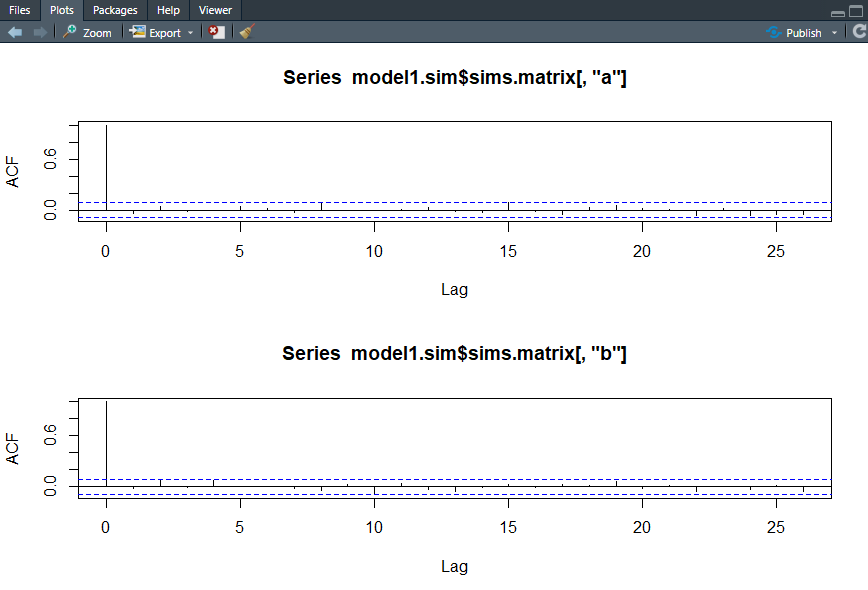 Files Plots Packages Help Viewer
Zoom Export Publish
Series model1.sim$sims.matrix[, "a"]
ACF
0.6
0.0
0 5 10 15 20 25
Lag
Series model1.sim$sims.matrix[, "b"]
ACF
0.6
0.0
0 5 10 15 20 25
Lag